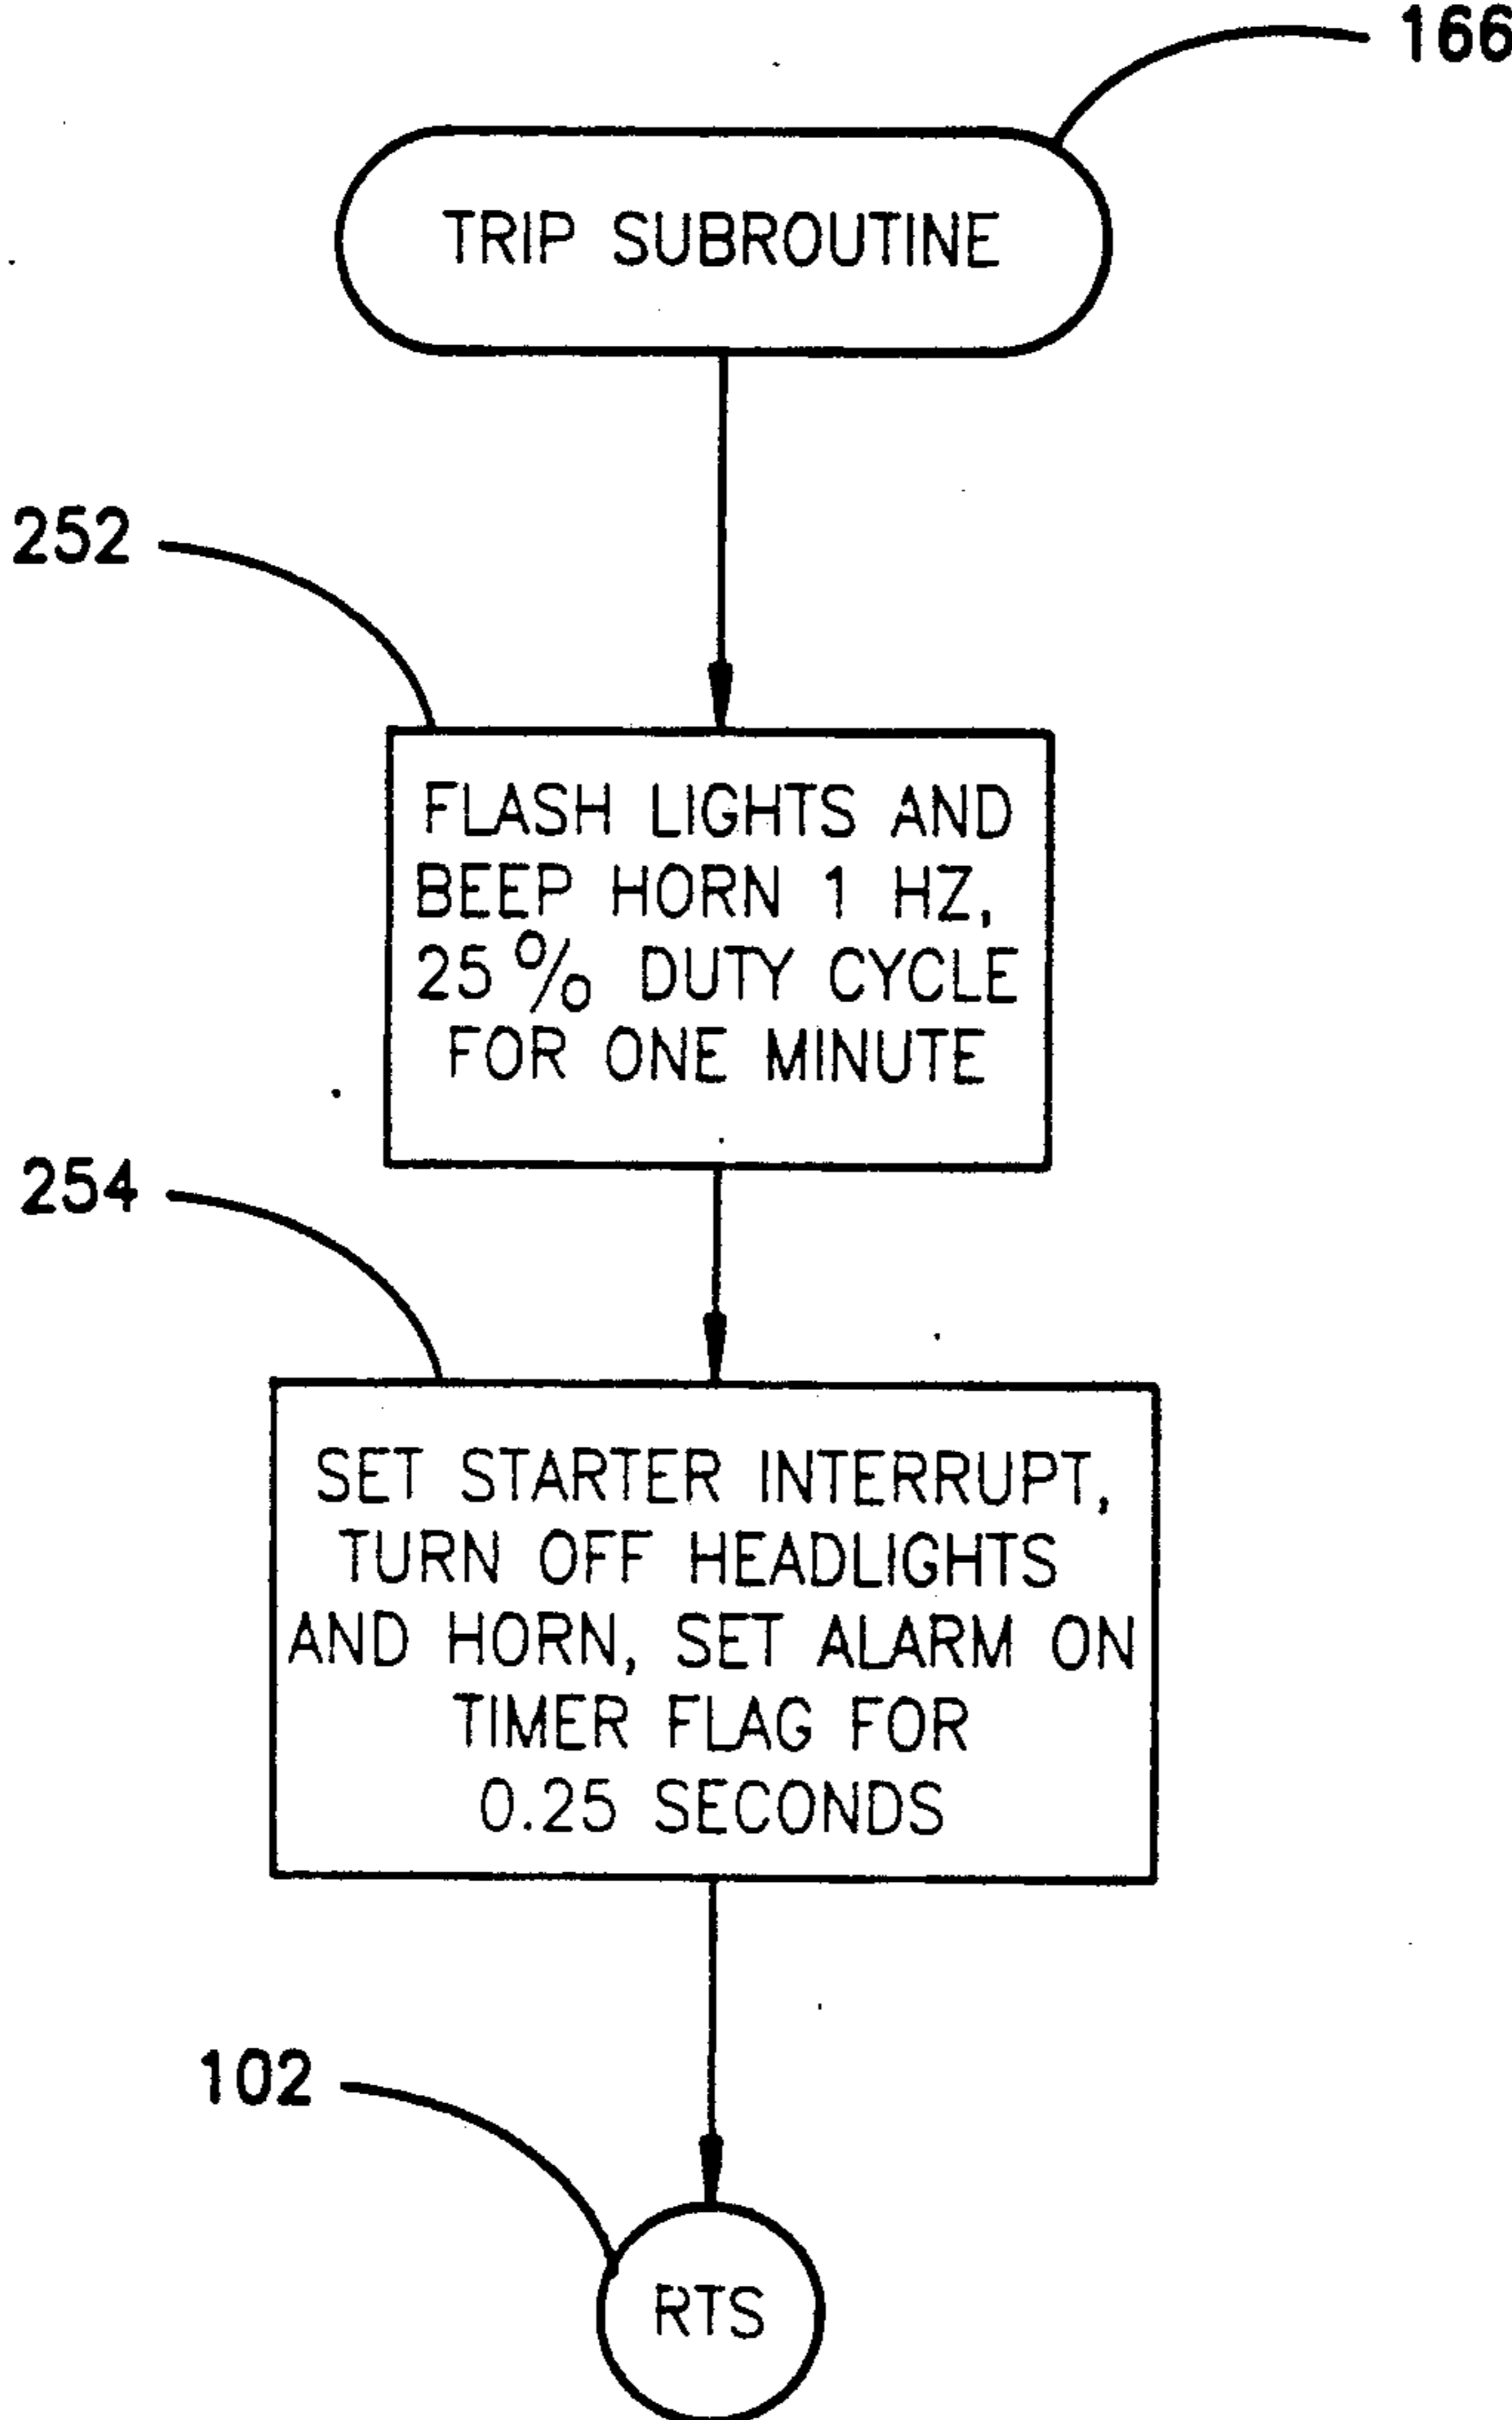 166
TRIP SUBROUTINE
252
FLASH LIGHTS AND
BEEP HORN 1 HZ,
25% DUTY CYCLE
FOR ONE MINUTE
254
SET STARTER INTERRUPT,
TURN OFF HEADLIGHTS
AND HORN, SET ALARM ON
TIMER FLAG FOR
0.25 SECONDS
102
RTS